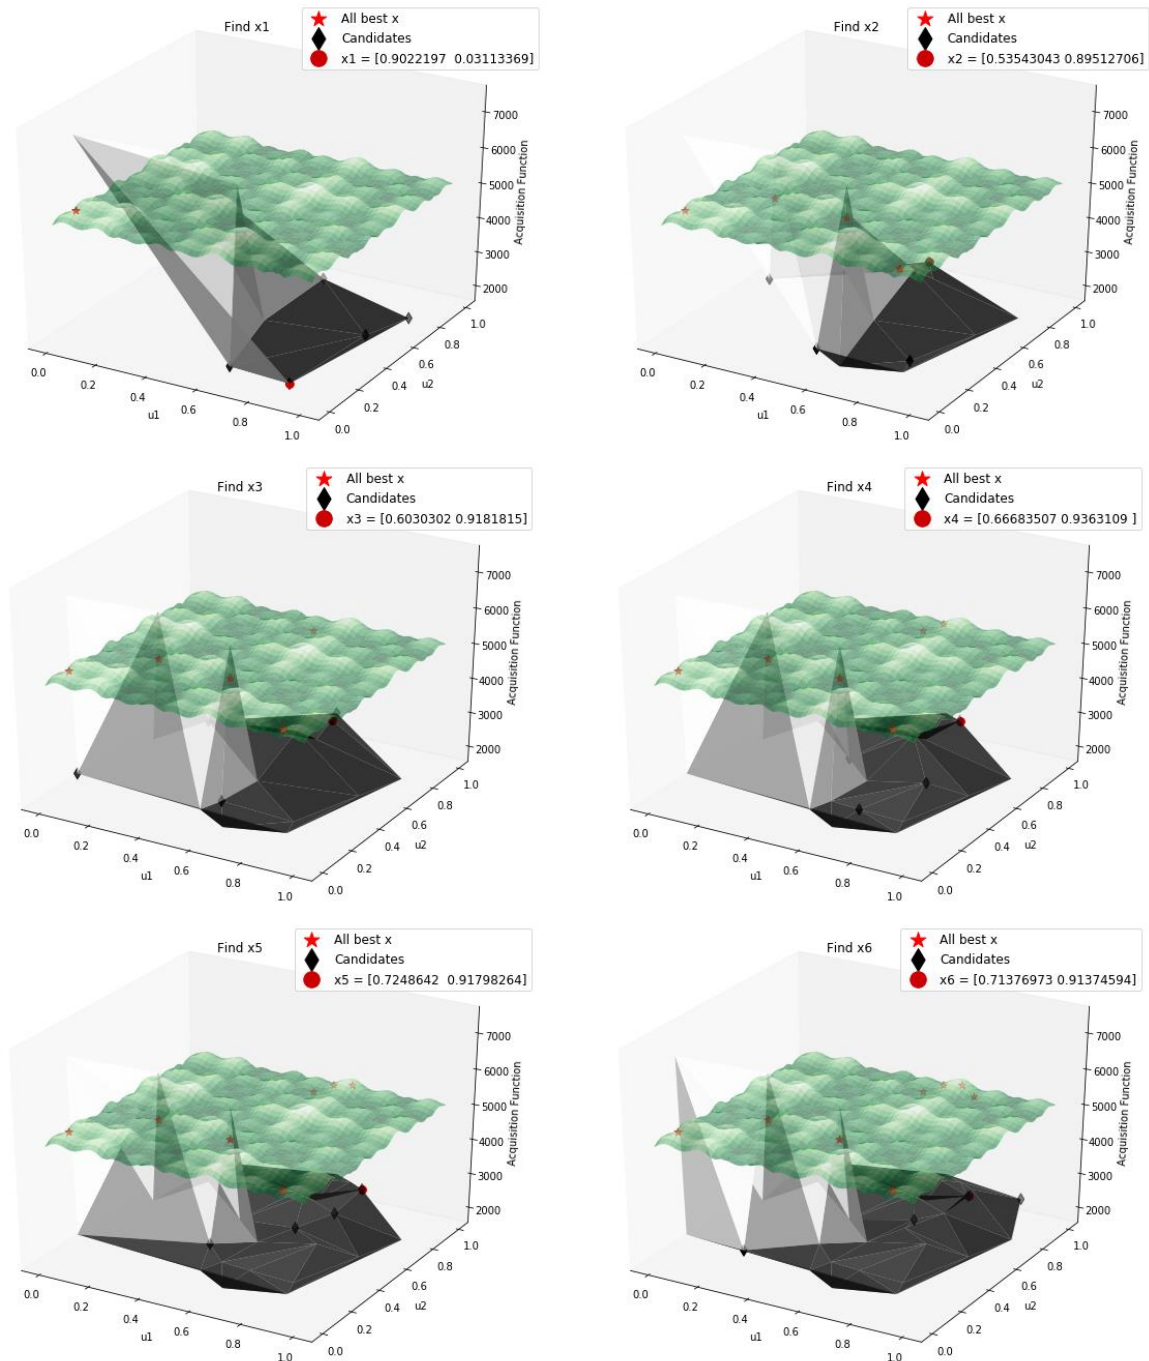 Find x1
All best x
Candidates
x1 = [0.9022197 0.03113369]
7000
6000
5000
4000
3000
2000
Acquisition Function
0.0
0.2
0.4
0.6
0.8
1.0
u1
0.0
0.2
0.4
0.6
0.8
1.0
u2
Find x2
All best x
Candidates
x2 = [0.53543043 0.89512706]
7000
6000
5000
4000
3000
2000
Acquisition Function
0.0
0.2
0.4
0.6
0.8
1.0
u1
0.0
0.2
0.4
0.6
0.8
1.0
u2
Find x3
All best x
Candidates
x3 = [0.6030302 0.9181815]
7000
6000
5000
4000
3000
2000
Acquisition Function
0.0
0.2
0.4
0.6
0.8
1.0
u1
0.0
0.2
0.4
0.6
0.8
1.0
u2
Find x4
All best x
Candidates
x4 = [0.66683507 0.9363109 ]
7000
6000
5000
4000
3000
2000
Acquisition Function
0.0
0.2
0.4
0.6
0.8
1.0
u1
0.0
0.2
0.4
0.6
0.8
1.0
u2
Find x5
All best x
Candidates
x5 = [0.7248642 0.91798264]
7000
6000
5000
4000
3000
2000
Acquisition Function
0.0
0.2
0.4
0.6
0.8
1.0
u1
0.0
0.2
0.4
0.6
0.8
1.0
u2
Find x6
All best x
Candidates
x6 = [0.71376973 0.91374594]
7000
6000
5000
4000
3000
2000
Acquisition Function
0.0
0.2
0.4
0.6
0.8
1.0
u1
0.0
0.2
0.4
0.6
0.8
1.0
u2